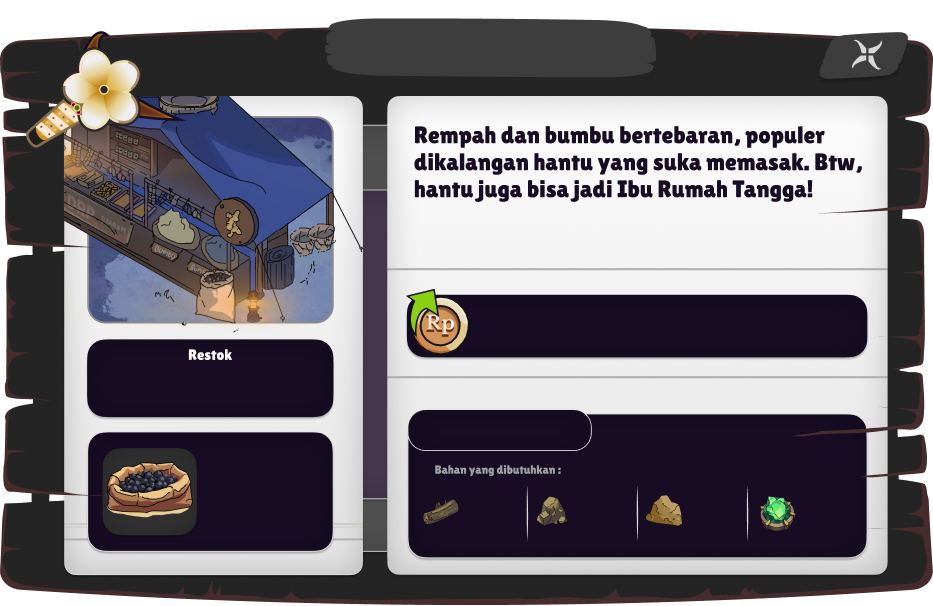 Rempah dan bumbu bertebaran, populer
dikalangan hantu yang suka memasak. Btw,
hantu juga bisa jadi Ibu Rumah Tangga!
Rp
Restok
Bahan yang dibutuhkan :